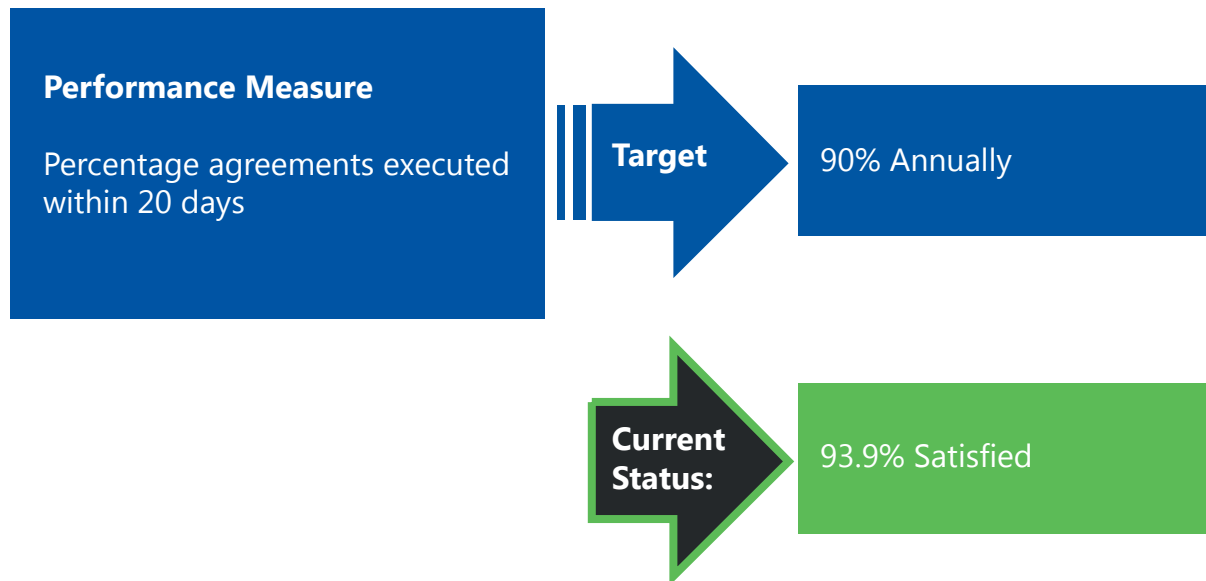 Performance Measure
Percentage agreements executed
within 20 days
Target
90% Annually
Current
Status:
93.9% Satisfied